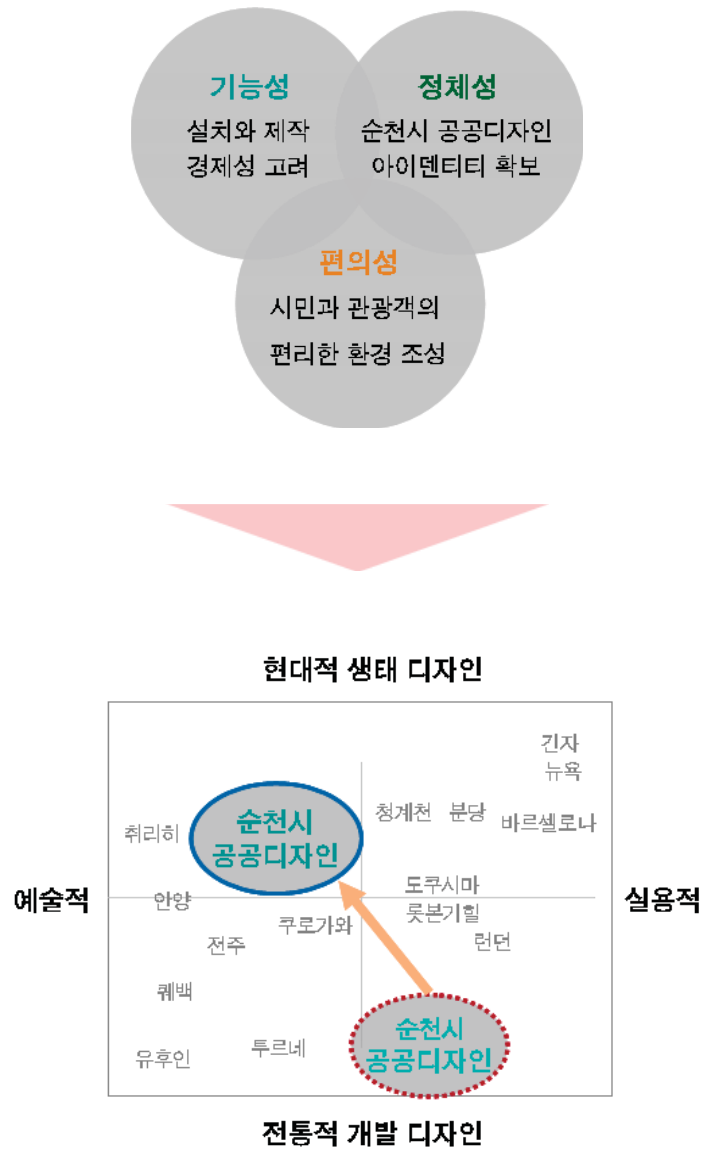 기능성
설치와 제작
경제성 고려
정체성
순천시 공공디자인
아이덴티티 확보
편의성
시민과 관광객의
편리한 환경 조성
현대적 생태 디자인
긴자
뉴욕
순천시
공공디자인
청계천
분당
바르셀로나
취리히
예술적
실용적
안양
도쿠시마
롯본기힐
쿠로가와
전주
런던
퀘백
순천시
공공디자인
투르네
유후인
전통적 개발 디자인